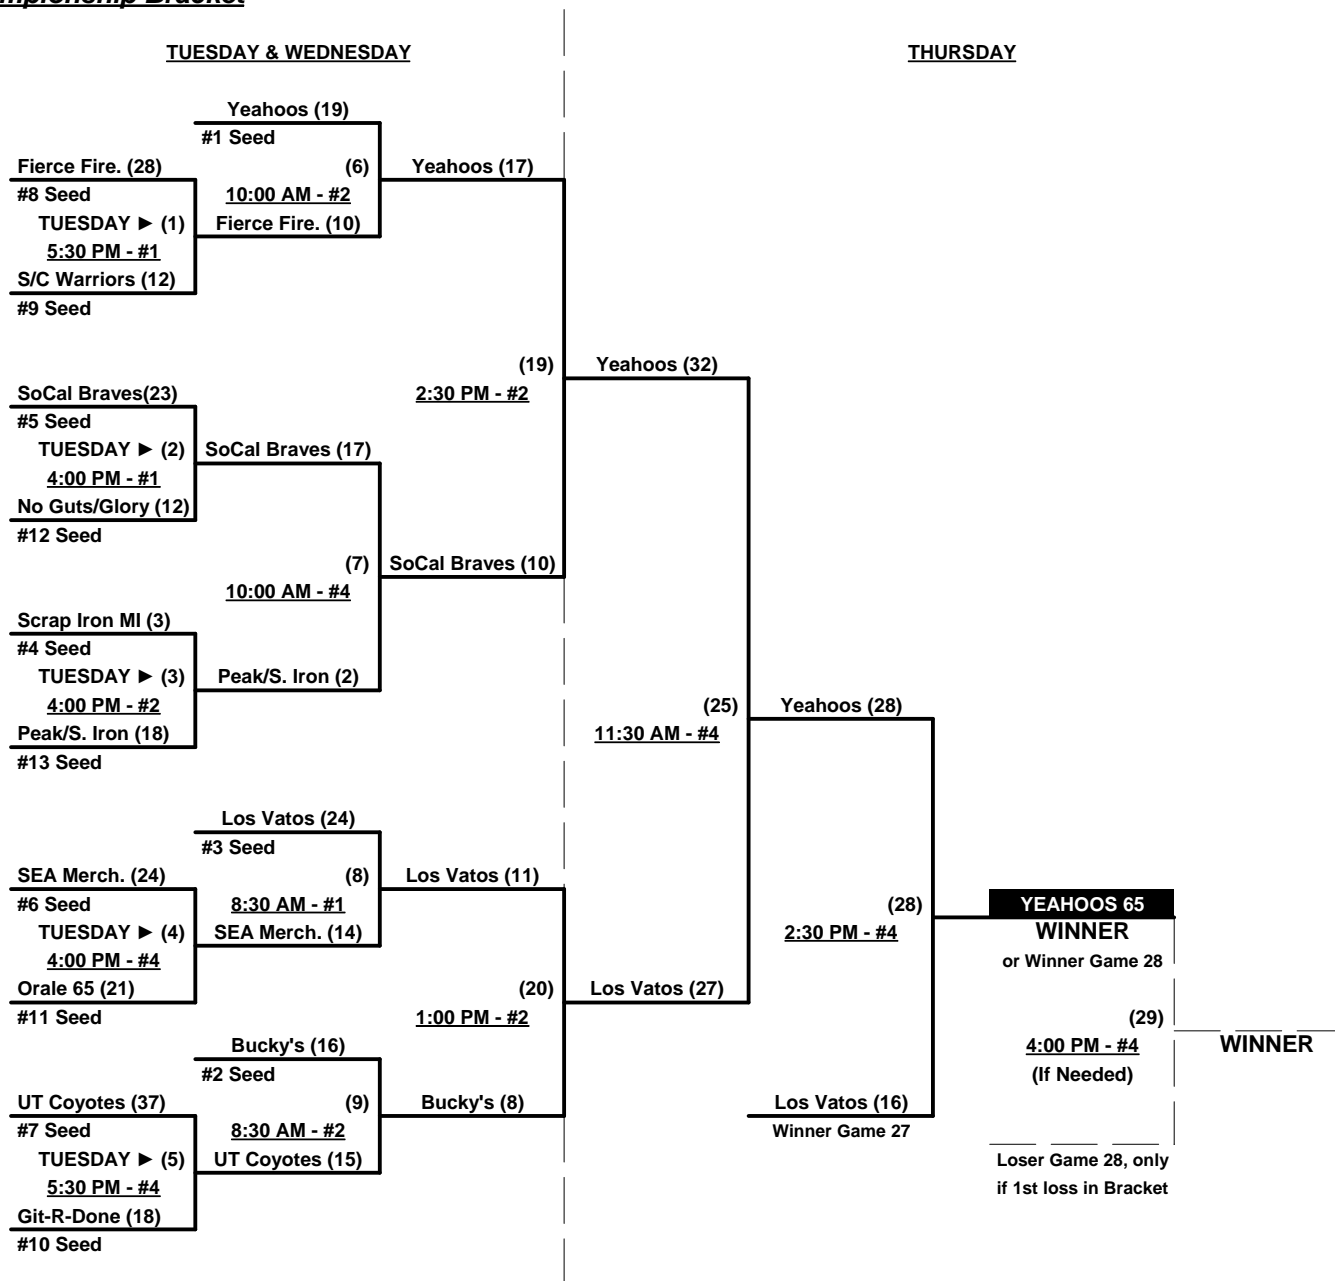 mpionship Bracket
TUESDAY & WEDNESDAY
THURSDAY
Yeahoos (19)
#1 Seed
Fierce Fire. (28)
(6)
Yeahoos (17)
#8 Seed
10:00 AM - #2
TUESDAY ► (1)
Fierce Fire. (10)
5:30 PM - #1
S/C Warriors (12)
#9 Seed
(19)
Yeahoos (32)
SoCal Braves(23)
2:30 PM - #2
#5 Seed
TUESDAY ► (2)
SoCal Braves (17)
4:00 PM - #1
No Guts/Glory (12)
#12 Seed
(7)
SoCal Braves (10)
10:00 AM - #4
Scrap Iron MI (3)
#4 Seed
TUESDAY ► (3)
Peak/S. Iron (2)
4:00 PM - #2
(25)
Yeahoos (28)
Peak/S. Iron (18)
11:30 AM - #4
#13 Seed
Los Vatos (24)
#3 Seed
SEA Merch. (24)
(8)
Los Vatos (11)
#6 Seed
8:30 AM - #1
(28)
YEAHOOS 65
TUESDAY ► (4)
SEA Merch. (14)
2:30 PM - #4
WINNER
4:00 PM - #4
or Winner Game 28
Orale 65 (21)
(20)
Los Vatos (27)
#11 Seed
1:00 PM - #2
(29)
Bucky's (16)
4:00 PM - #4
WINNER
#2 Seed
(If Needed)
UT Coyotes (37)
(9)
Bucky's (8)
Los Vatos (16)
#7 Seed
8:30 AM - #2
Winner Game 27
TUESDAY ► (5)
UT Coyotes (15)
Loser Game 28, only
5:30 PM - #4
if 1st loss in Bracket
Git-R-Done (18)
#10 Seed